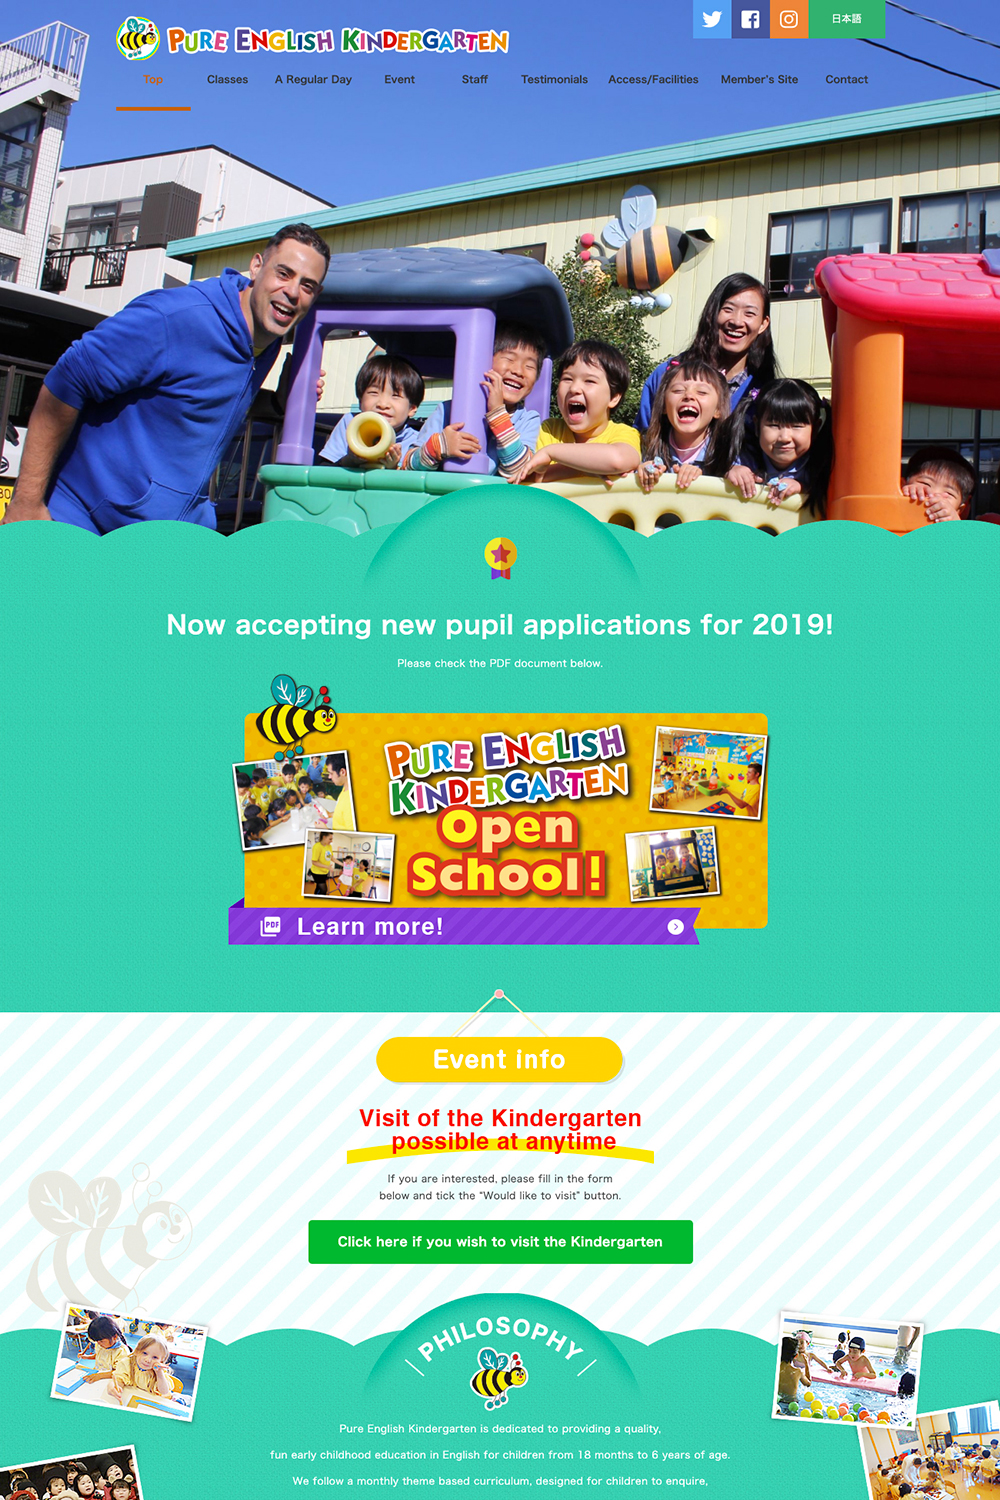 PURE ENGLISH KINDERGARTEN
日本語
Top Classes A Regular Day Event Staff Testimonials Access/Facilities Member's Site Contact
Now accepting new pupil applications for 2019!
Please check the PDF document below.
PURE ENGLISH
KINDERGARTEN
Open
School!
PDF Learn more!
Event info
Visit of the Kindergarten
possible at anytime
If you are interested, please fill in the form
below and tick the “Would like to visit” button.
Click here if you wish to visit the Kindergarten
PHILOSOPHY
Pure English Kindergarten is dedicated to providing a quality,
fun early childhood education in English for children from 18 months to 6 years of age.
We follow a monthly theme based curriculum, designed for children to enquire,